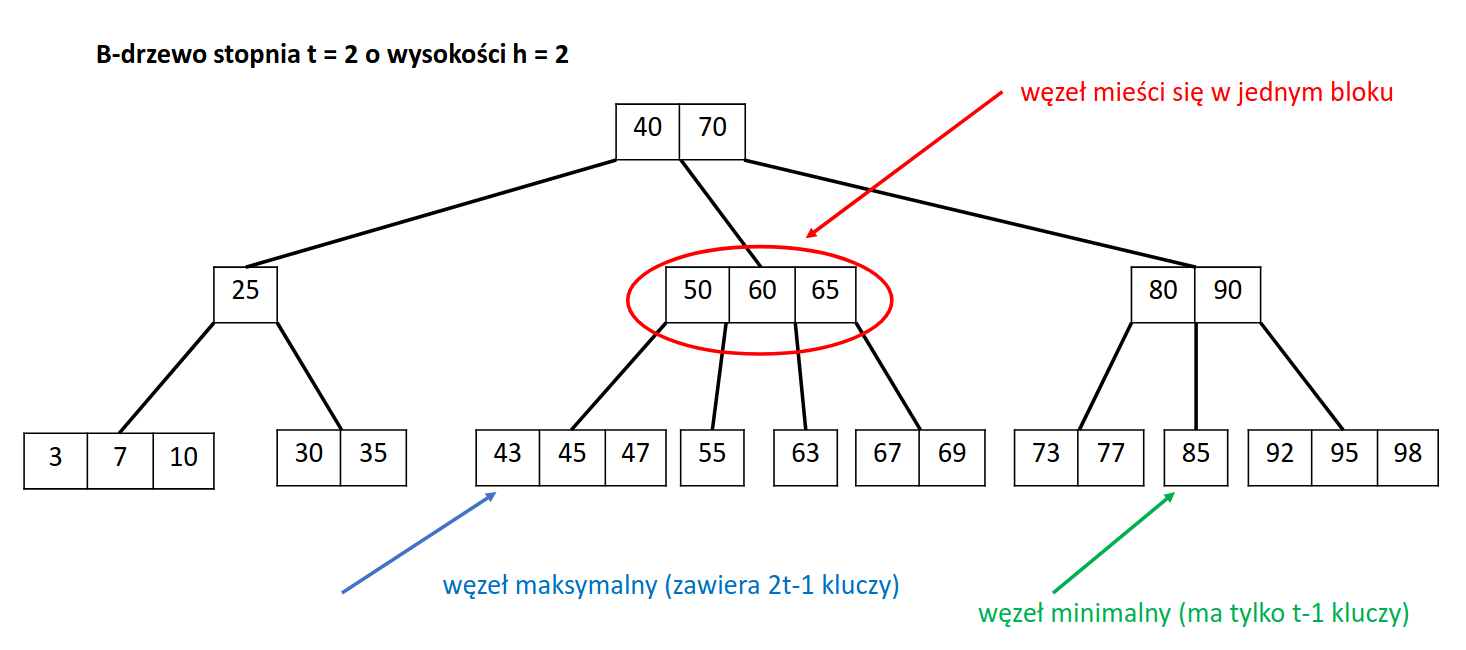 B-drzewo stopnia t = 2 o wysokości h = 2
węzeł mieści się w jednym bloku
40 70
25
50 60 65
80 90
3 7 10
30 35
43 45 47
55
63
67 69
73 77
85
92 95 98
węzeł maksymalny (zawiera 2t-1 kluczy)
węzeł minimalny (ma tylko t-1 kluczy)